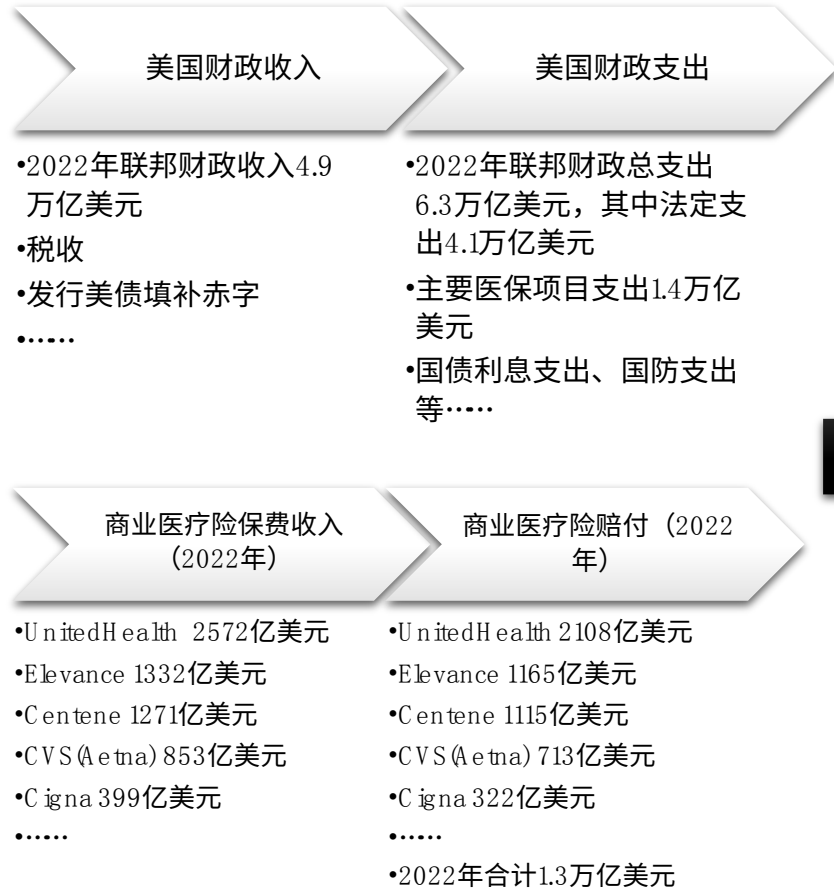 美国财政收入
•2022年联邦财政收入4.9
万亿美元
•税收
•发行美债填补赤字
•……
美国财政支出
•2022年联邦财政总支出
6.3万亿美元，其中法定支
出4.1万亿美元
•主要医保项目支出1.4万亿
美元
•国债利息支出、国防支出
等……
商业医疗险保费收入
（2022年）
•UnitedHealth 2572亿美元
•Elevance 1332亿美元
•Centene 1271亿美元
•CVS(Aetna) 853亿美元
•Cigna 399亿美元
•……
商业医疗险赔付（2022
年）
•UnitedHealth 2108亿美元
•Elevance 1165亿美元
•Centene 1115亿美元
•CVS(Aetna) 713亿美元
•Cigna 322亿美元
•……
•2022年合计1.3万亿美元